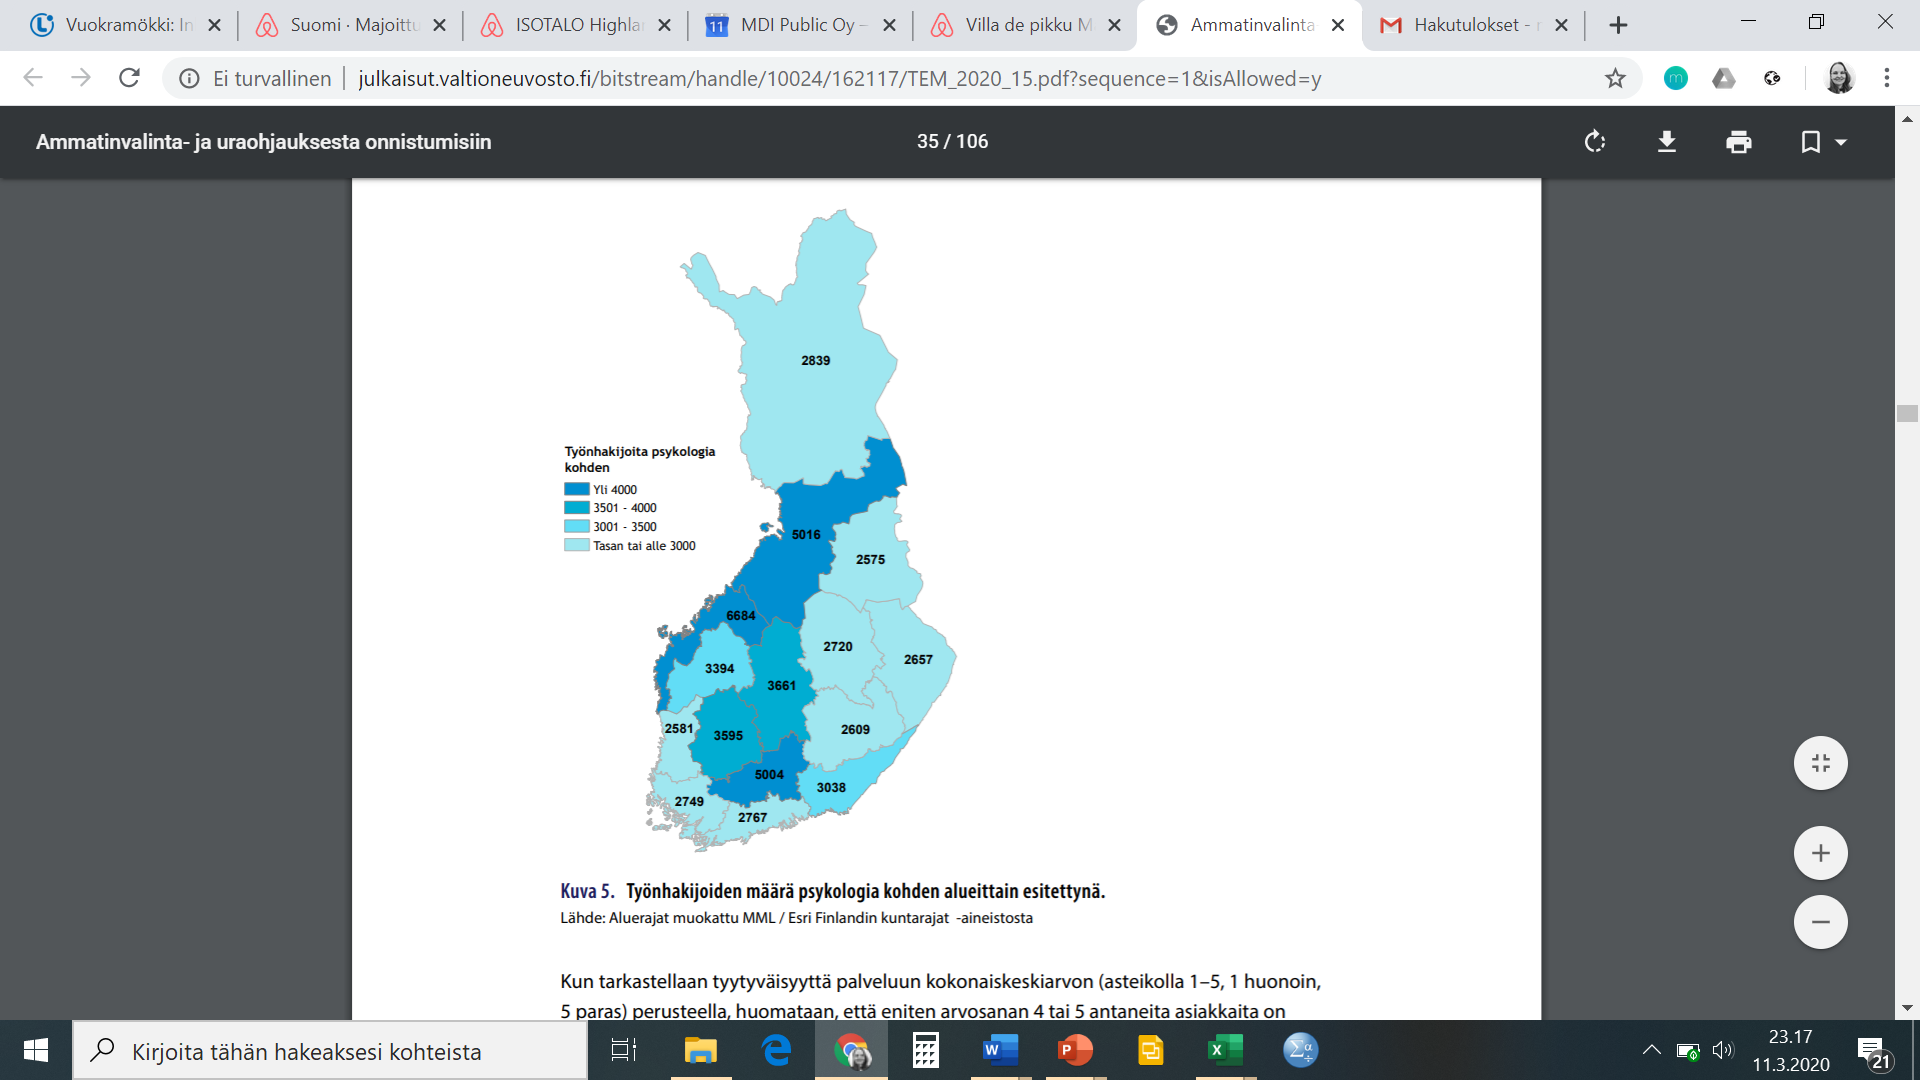 Vuokramökki: In
Suomi · Majoittu
ISOTALO Highla
MDI Public Oy –
Villa de pikku M
Ammatinvalinta
Hakutulokset - r
Ei turvallinen | julkaisut.valtioneuvosto.fi/bitstream/handle/10024/162117/TEM_2020_15.pdf?sequence=1&isAllowed=y
Ammatinvalinta- ja uraohjauksesta onnistumisiin
35 / 106
2839
Työnhakijoita psykologia
kohden
Yli 4000
3501 - 4000
3001 - 3500
Tasan tai alle 3000
5016
2575
6684
2720
2657
3394
3661
2581
3595
2609
5004
3038
2749
2767
Kuva 5. Työnhakijoiden määrä psykologia kohden alueittain esitettynä.
Lähde: Aluerajat muokattu MML / Esri Finlandin kuntarajat -aineistosta
Kun tarkastellaan tyytyväisyyttä palveluun kokonaiskeskiarvon (asteikolla 1–5, 1 huonoin,
5 paras) perusteella, huomataan, että eniten arvosanan 4 tai 5 antaneita asiakkaita on
Kirjoita tähän hakeaksesi kohteista
23.17
11.3.2020
21